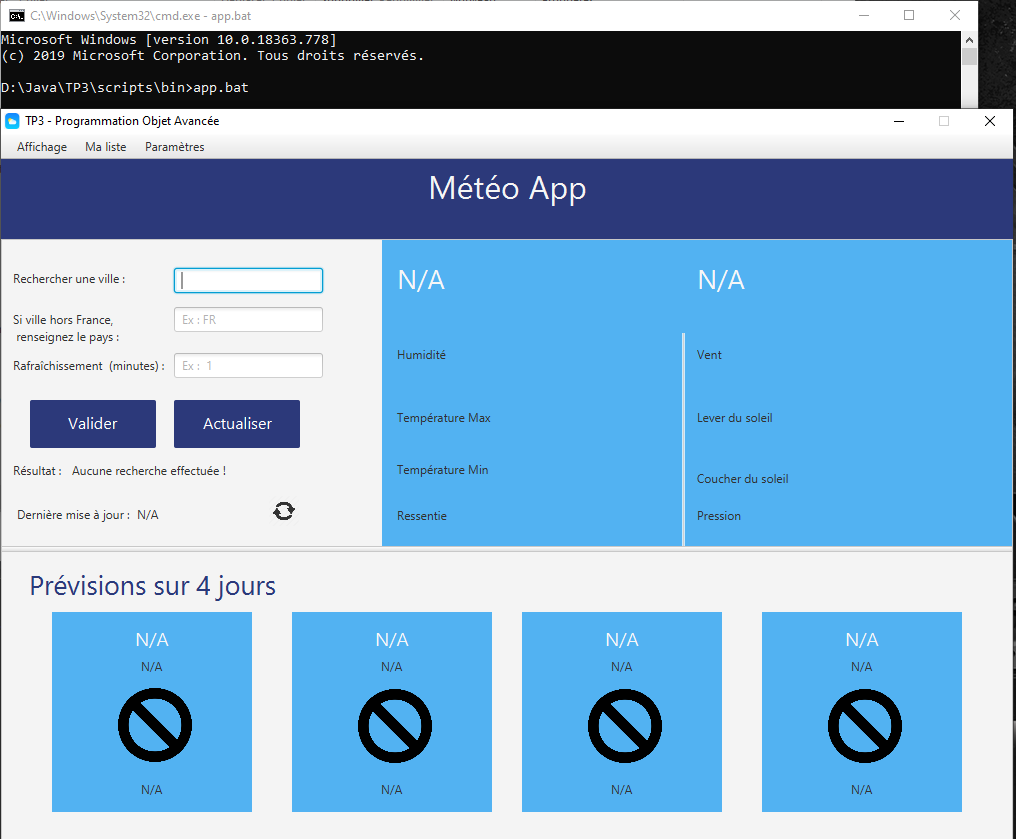 C:\Windows\System32\cmd.exe - app.bat
Microsoft Windows [version 10.0.18363.778]
(c) 2019 Microsoft Corporation. Tous droits réservés.
D:\Java\TP3\scripts\bin>app.bat
TP3 - Programmation Objet Avancée
Affichage Ma liste Paramètres
Météo App
Rechercher une ville :
Si ville hors France,
renseignez le pays :
Ex : FR
Rafraîchissement (minutes) :
Ex : 1
Valider
Actualiser
Résultat : Aucune recherche effectuée !
Dernière mise à jour : N/A
N/A
Humidité
Température Max
Température Min
Ressentie
N/A
Vent
Lever du soleil
Coucher du soleil
Pression
Prévisions sur 4 jours
N/A
N/A
N/A
N/A
N/A
N/A
N/A
N/A
N/A
N/A
N/A
N/A